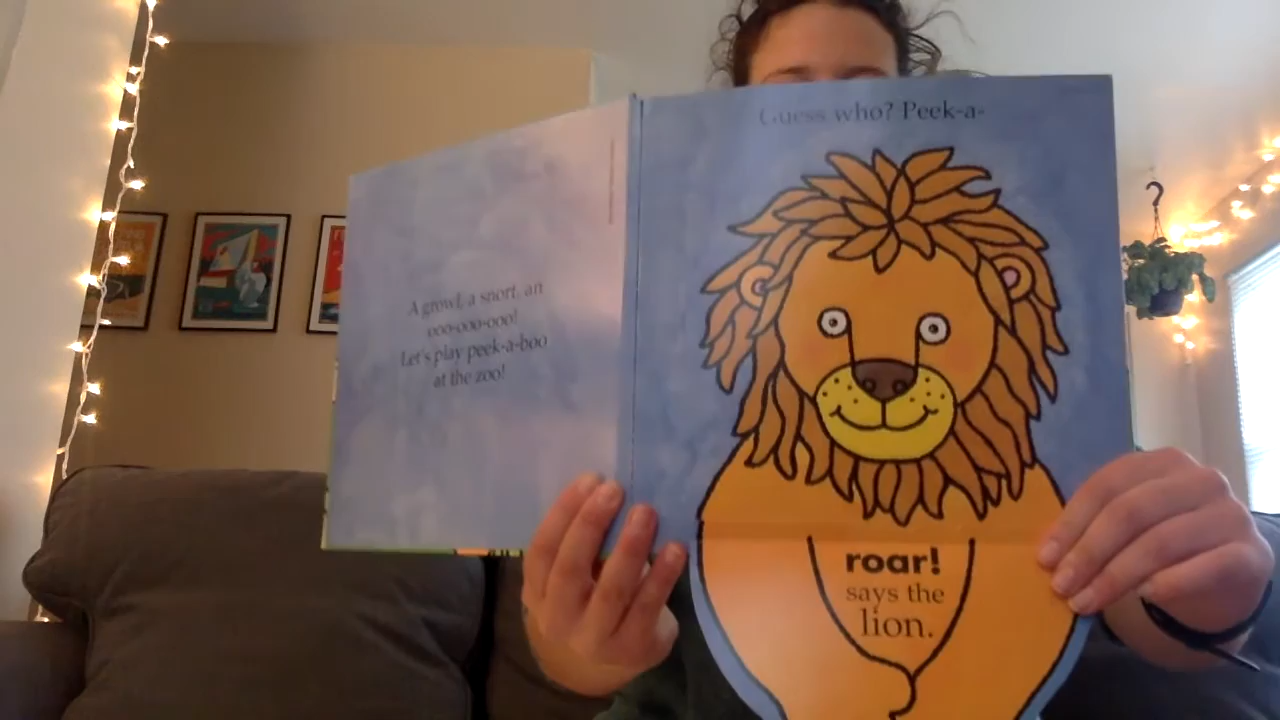 A growl, a snort, an
ooo-ooo-ooo!
Let's play peek-a-boo
at the zoo!
Guess who? Peek-a-
roar!
says the
lion.